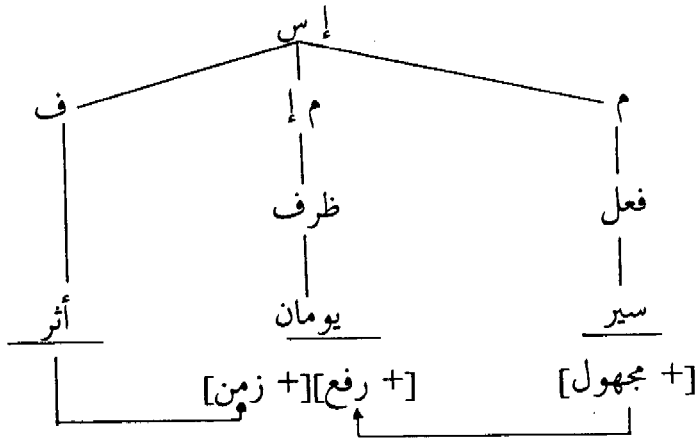 إ س
م م إ ف
فعل ظرف
سير يومان أثر
[+ مجهول] [+ رفع][+ زمن]